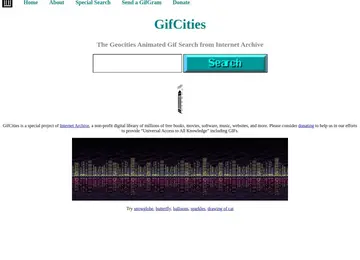 Home About Special Search Send a GifGram Donate
GifCities
The Geocities Animated Gif Search from Internet Archive
Search
GifCities is a special project of Internet Archive, a non-profit digital library of millions of free books, movies, software, music, websites, and more. Please consider donating to help us in our efforts
to provide "Universal Access to All Knowledge" including GIFs.
Try snowglobe, butterfly, balloons, sparkles, drawing of cat